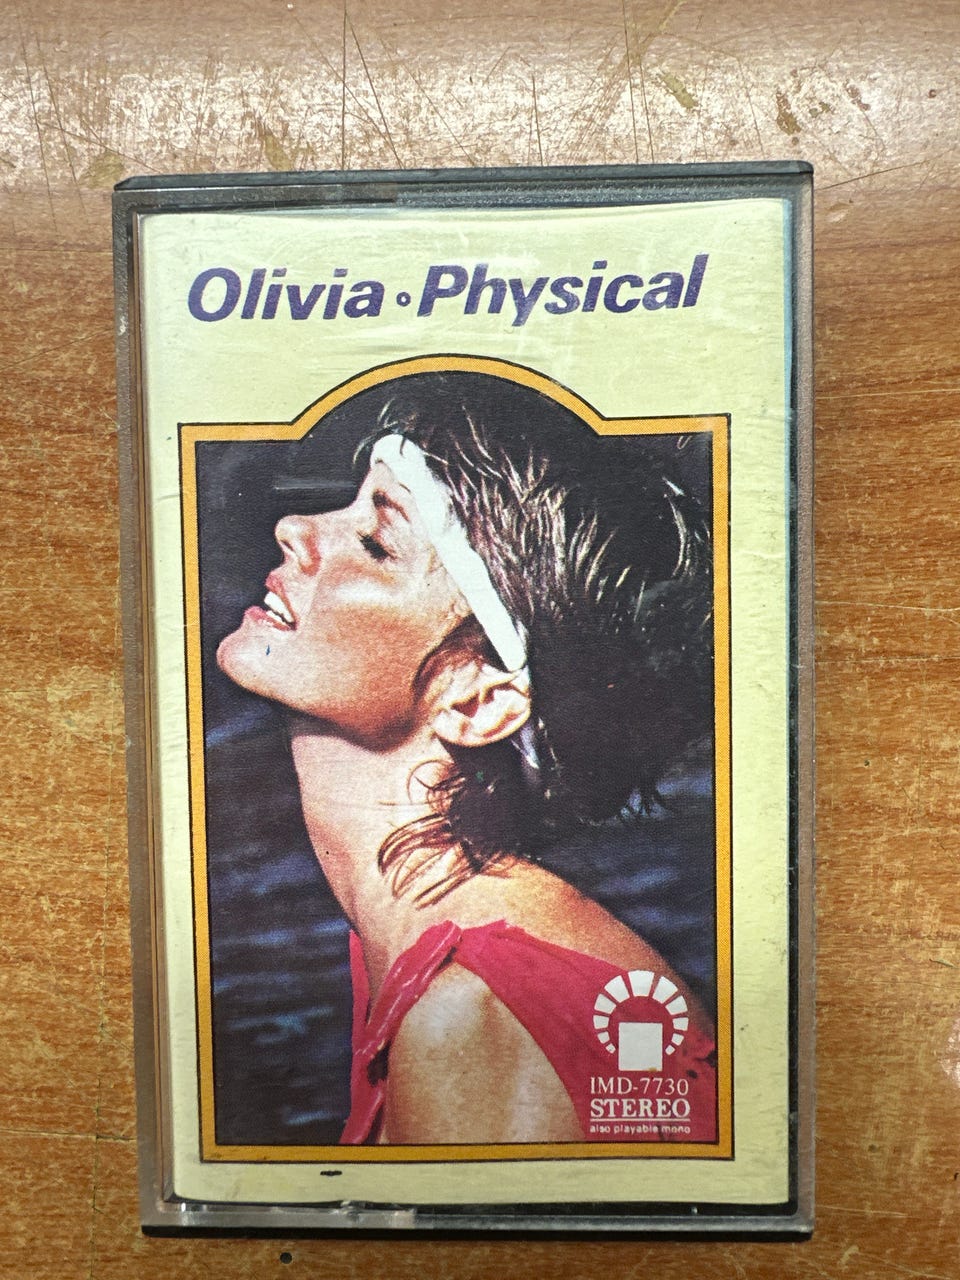 Olivia • Physical
IMD-7730
STEREO
also playable mono